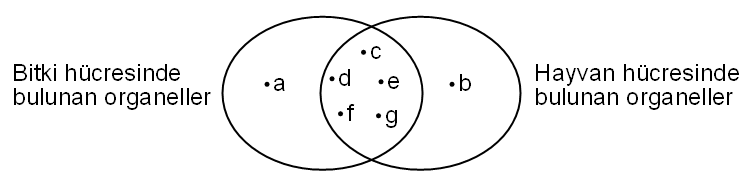 Bitki hücresinde
bulunan organeller
a
c
d
e
f
g
b
Hayvan hücresinde
bulunan organeller